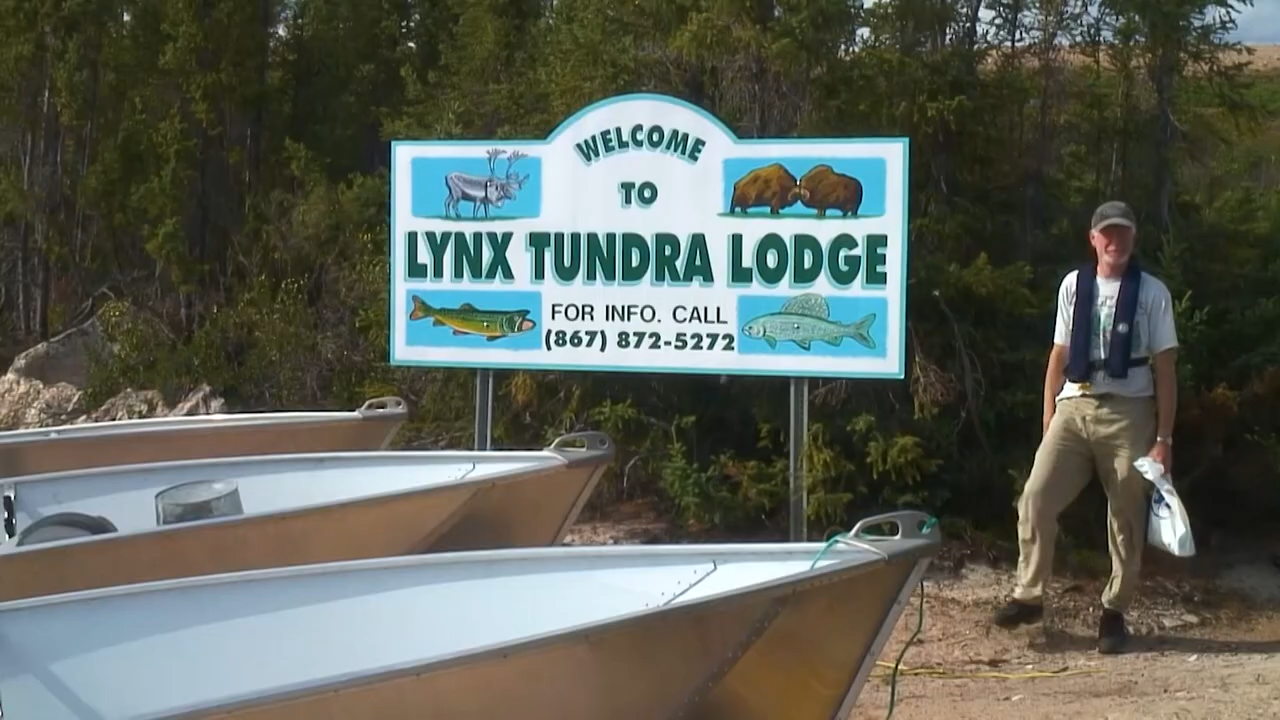 WELCOME
TO
LYNX TUNDRA LODGE
FOR INFO. CALL
(867) 872-5272